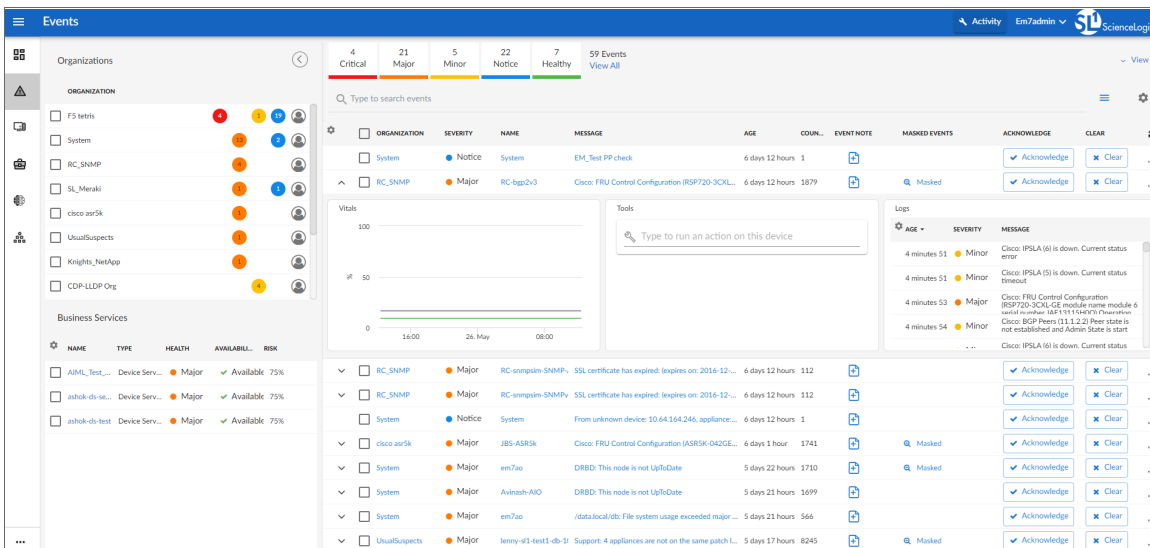 Events
Activity
Em7admin
SL1 ScienceLogi
Organizations
ORGANIZATION
F5 tetris 4 1 19
System 13 2
RC_SNMP 4
SL_Meraki 1 1
cisco asr5k 1
UsualSuspects 1
Knights_NetApp 1
CDP-LLDP Org 4
Business Services
NAME TYPE HEALTH AVAILABILI... RISK
AIML_Test_... Device Serv... Major Available 75%
ashok-ds-se... Device Serv... Major Available 75%
ashok-ds-test Device Serv... Major Available 75%
4 21 5 22 7 59 Events
Critical Major Minor Notice Healthy View All
View
Type to search events
ORGANIZATION SEVERITY NAME MESSAGE AGE COUN... EVENT NOTE MASKED EVENTS ACKNOWLEDGE CLEAR
System Notice System EM_Test PP check 6 days 12 hours 1 Acknowledge Clear
RC_SNMP Major RC-bgp2v3 Cisco: FRU Control Configuration (RSP720-3CXL... 6 days 12 hours 1879 Masked Acknowledge Clear
Vitals
100
% 50
0
16:00 26. May 08:00
Tools
Type to run an action on this device
Logs
AGE SEVERITY MESSAGE
4 minutes 51 Minor Cisco: IPSLA (6) is down. Current status
error
4 minutes 51 Minor Cisco: IPSLA (5) is down. Current status
timeout
4 minutes 53 Major Cisco: FRU Control Configuration
(RSP720-3CXL-GE module name module 6
4 minutes 54 Minor Cisco: BGP Peers (11.1.2.2) Peer state is
not established and Admin State is start
Cisco: IPSLA (6) is down. Current status
RC_SNMP Major RC-snmpsim-SNMP SSL certificate has expired: (expires on: 2016-12-... 6 days 12 hours 112 Acknowledge Clear
RC_SNMP Major RC-snmpsim-SNMPv SSL certificate has expired: (expires on: 2016-12-... 6 days 12 hours 112 Acknowledge Clear
System Notice System From unknown device: 10.64.164.246, appliance:... 6 days 12 hours 1 Acknowledge Clear
cisco asr5k Major JBS-ASR5k Cisco: FRU Control Configuration (ASR5K-042GE... 6 days 1 hour 1741 Masked Acknowledge Clear
System Major em7ao DRBD: This node is not UpToDate 5 days 22 hours 1710 Masked Acknowledge Clear
System Major Avinash-AIO DRBD: This node is not UpToDate 5 days 21 hours 1699 Acknowledge Clear
System Major em7ao /data.local/db: File system usage exceeded major ... 5 days 21 hours 566 Acknowledge Clear
UsualSuspects Major lenny-sl1-test1-db-1 Support: 4 appliances are not on the same patch l... 5 days 17 hours 8245 Masked Acknowledge Clear